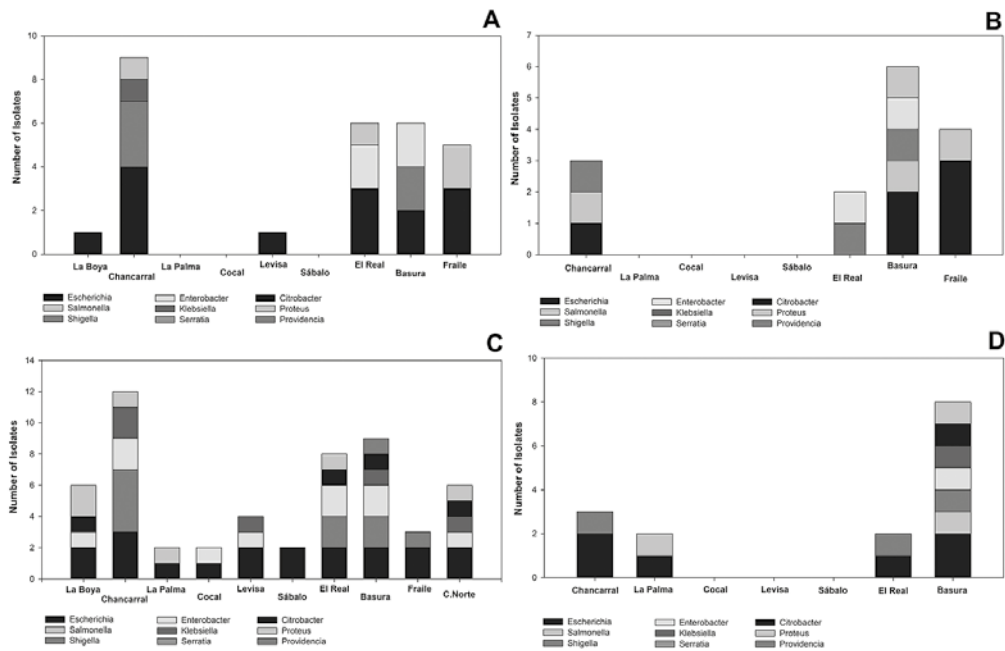 A
10
8
6
4
2
0
Number of Isolates
La Boya
Chancarral
La Palma
Cocal
Levisa
Sábalo
El Real
Basura
Fraile
Escherichia Enterobacter Citrobacter
Salmonella Klebsiella Proteus
Shigella Serratia Providencia
B
7
6
5
4
3
2
1
0
Number of Isolates
Chancarral
La Palma
Cocal
Levisa
Sábalo
El Real
Basura
Fraile
Escherichia Enterobacter Citrobacter
Salmonella Klebsiella Proteus
Shigella Serratia Providencia
C
14
12
10
8
6
4
2
0
Number of Isolates
La Boya
Chancarral
La Palma
Cocal
Levisa
Sábalo
El Real
Basura
Fraile
C.Norte
Escherichia Enterobacter Citrobacter
Salmonella Klebsiella Proteus
Shigella Serratia Providencia
D
10
8
6
4
2
0
Number of Isolates
Chancarral
La Palma
Cocal
Levisa
Sábalo
El Real
Basura
Escherichia Enterobacter Citrobacter
Salmonella Klebsiella Proteus
Shigella Serratia Providencia